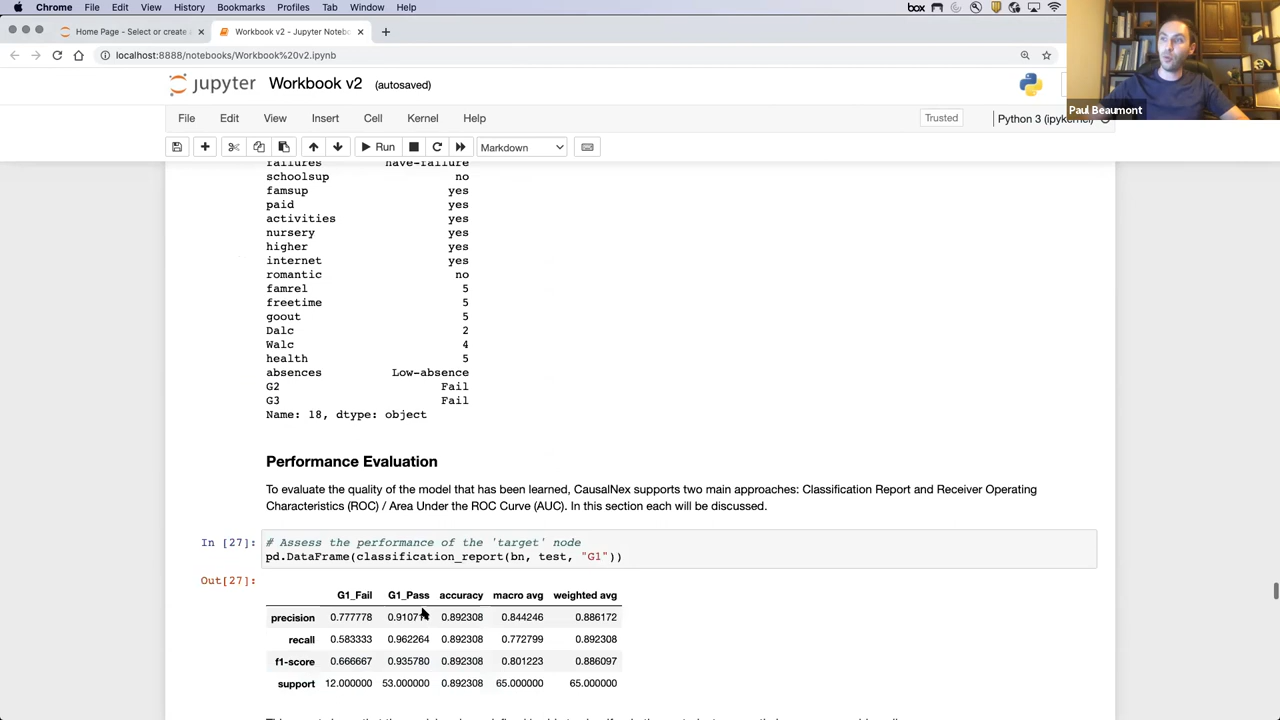 Chrome File Edit View History Bookmarks Profiles Tab Window Help box
Home Page - Select or create a Workbook v2 - Jupyter Notebo
localhost:8888/notebooks/Workbook%20v2.ipynb
Paul Beaumont
jupyter Workbook v2 (autosaved)
File Edit View Insert Cell Kernel Help Trusted Python 3 (ipykernel)
Run Markdown
failures have-failure
schoolsup no
famsup yes
paid yes
activities yes
nursery yes
higher yes
internet yes
romantic no
famrel 5
freetime 5
goout 5
Dalc 2
Walc 4
health 5
absences Low-absence
G2 Fail
G3 Fail
Name: 18, dtype: object
Performance Evaluation
To evaluate the quality of the model that has been learned, CausalNex supports two main approaches: Classification Report and Receiver Operating
Characteristics (ROC) / Area Under the ROC Curve (AUC). In this section each will be discussed.
In [27]: # Assess the performance of the 'target' node
pd.DataFrame(classification_report(bn, test, "G1"))
Out[27]:
G1_Fail G1_Pass accuracy macro avg weighted avg
precision 0.777778 0.892308 0.844246 0.886172
recall 0.583333 0.962264 0.892308 0.772799 0.892308
f1-score 0.666667 0.935780 0.892308 0.801223 0.886097
support 12.000000 53.000000 0.892308 65.000000 65.000000